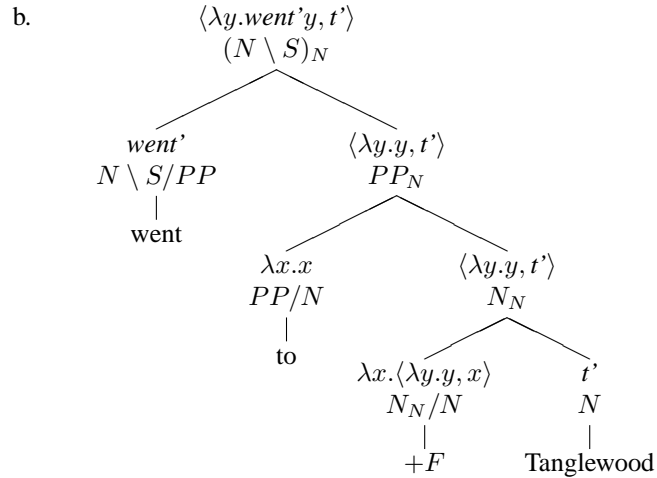 b.
⟨λy.went'y, t'⟩
(N \ S)_N
went' ⟨λy.y, t'⟩
N \ S/PP PP_N
went
λx.x ⟨λy.y, t'⟩
PP/N N_N
to
λx.⟨λy.y, x⟩ t'
N_N/N N
+F Tanglewood